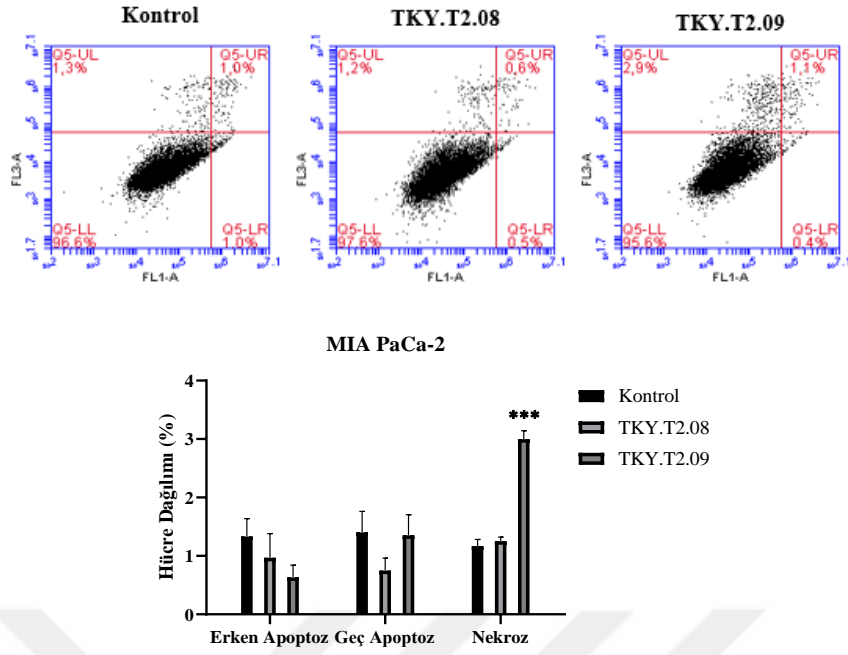 Kontrol
TKY.T2.08
TKY.T2.09
Q5-UL
1,3%
Q5-UR
1,0%
Q5-LL
96,6%
Q5-LR
1,0%
FL3-A
FL1-A
Q5-UL
1,2%
Q5-UR
0,6%
Q5-LL
97,6%
Q5-LR
0,5%
FL3-A
FL1-A
Q5-UL
2,9%
Q5-UR
1,1%
Q5-LL
95,6%
Q5-LR
0,4%
FL3-A
FL1-A
MIA PaCa-2
Hücre Dağılımı (%)
4
3
2
1
0
***
Erken Apoptoz
Geç Apoptoz
Nekroz
Kontrol
TKY.T2.08
TKY.T2.09